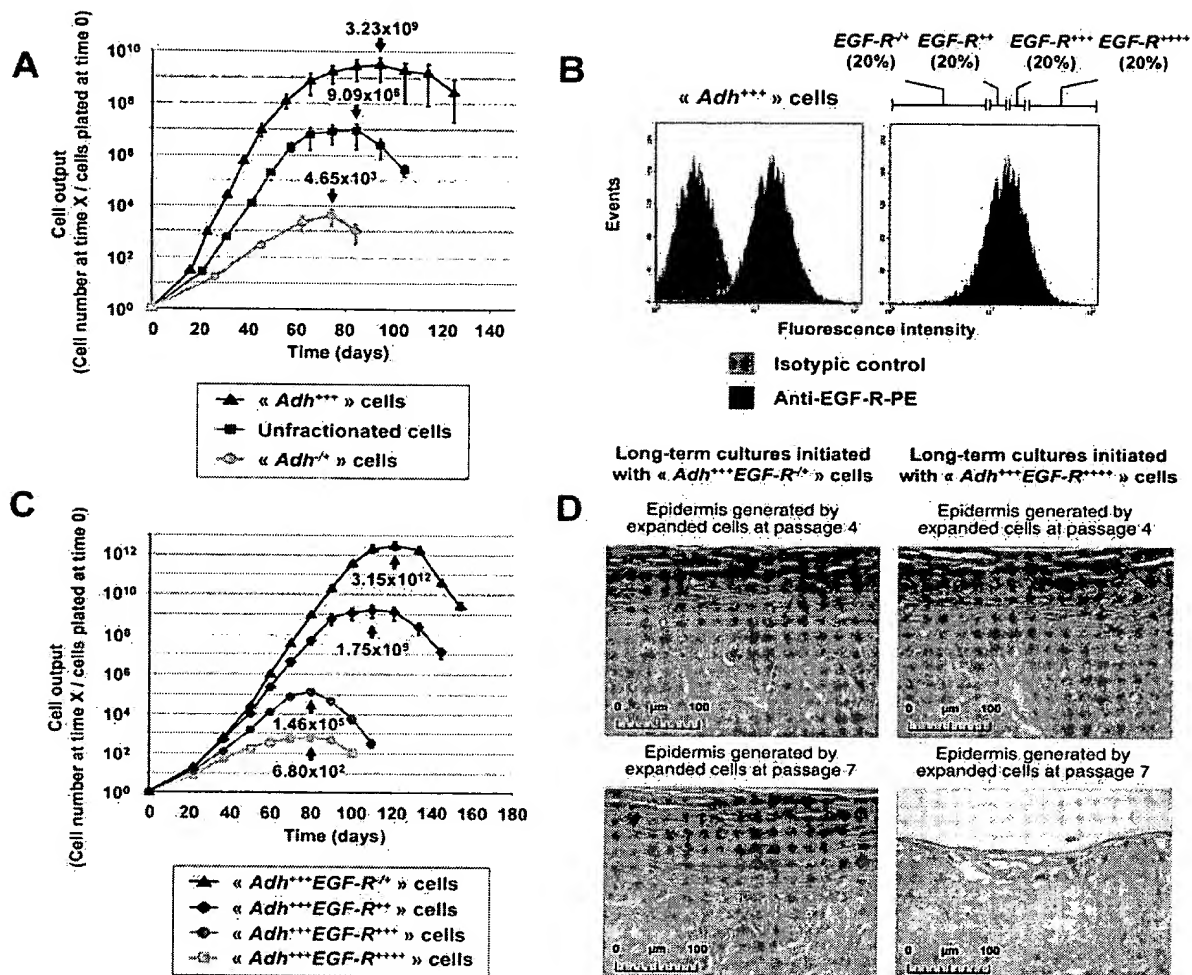 A
Cell output
(Cell number at time X / cells plated at time 0)
10¹⁰
10⁸
10⁶
10⁴
10²
10⁰
3.23x10⁹
9.09x10⁶
4.65x10³
0 20 40 60 80 100 120 140
Time (days)
« Adh⁺⁺⁺ » cells
Unfractionated cells
« Adh⁻/⁺ » cells
B
« Adh⁺⁺⁺ » cells
EGF-R⁻/⁺ EGF-R⁺⁺ EGF-R⁺⁺⁺ EGF-R⁺⁺⁺⁺
(20%) (20%) (20%) (20%)
Events
Fluorescence intensity
Isotypic control
Anti-EGF-R-PE
C
Cell output
(Cell number at time X / cells plated at time 0)
10¹²
10¹⁰
10⁸
10⁶
10⁴
10²
10⁰
3.15x10¹²
1.75x10⁹
1.46x10⁵
6.80x10²
0 20 40 60 80 100 120 140 160 180
Time (days)
« Adh⁺⁺⁺EGF-R⁻/⁺ » cells
« Adh⁺⁺⁺EGF-R⁺⁺ » cells
« Adh⁺⁺⁺EGF-R⁺⁺⁺ » cells
« Adh⁺⁺⁺EGF-R⁺⁺⁺⁺ » cells
D
Long-term cultures initiated
with « Adh⁺⁺⁺EGF-R⁻/⁺ » cells
Long-term cultures initiated
with « Adh⁺⁺⁺EGF-R⁺⁺⁺⁺ » cells
Epidermis generated by
expanded cells at passage 4
Epidermis generated by
expanded cells at passage 4
0 µm 100
0 µm 100
Epidermis generated by
expanded cells at passage 7
Epidermis generated by
expanded cells at passage 7
0 µm 100
0 µm 100